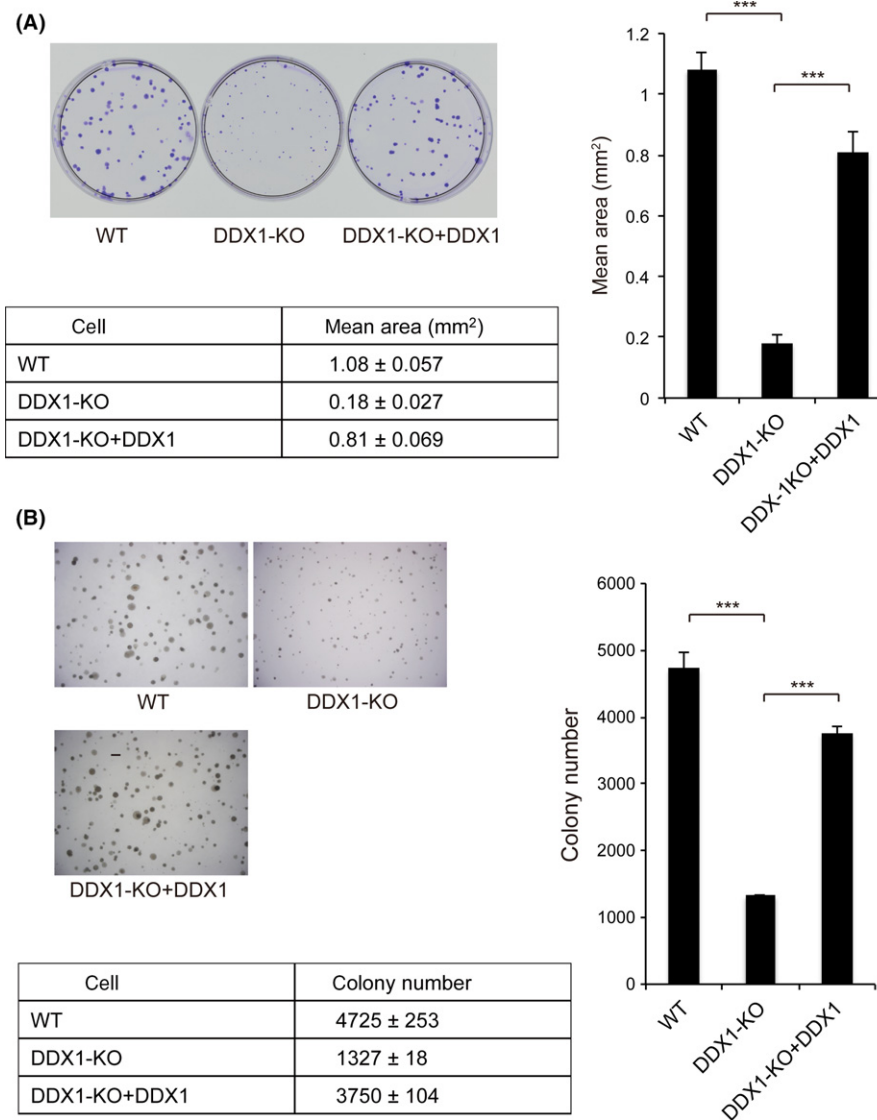 (A)
WT DDX1-KO DDX1-KO+DDX1
Cell Mean area (mm²)
WT 1.08 ± 0.057
DDX1-KO 0.18 ± 0.027
DDX1-KO+DDX1 0.81 ± 0.069
***
***
Mean area (mm²)
1.2
1
0.8
0.6
0.4
0.2
0
WT DDX1-KO DDX-1KO+DDX1
(B)
WT DDX1-KO
DDX1-KO+DDX1
Cell Colony number
WT 4725 ± 253
DDX1-KO 1327 ± 18
DDX1-KO+DDX1 3750 ± 104
***
***
Colony number
6000
5000
4000
3000
2000
1000
0
WT DDX1-KO DDX1-KO+DDX1